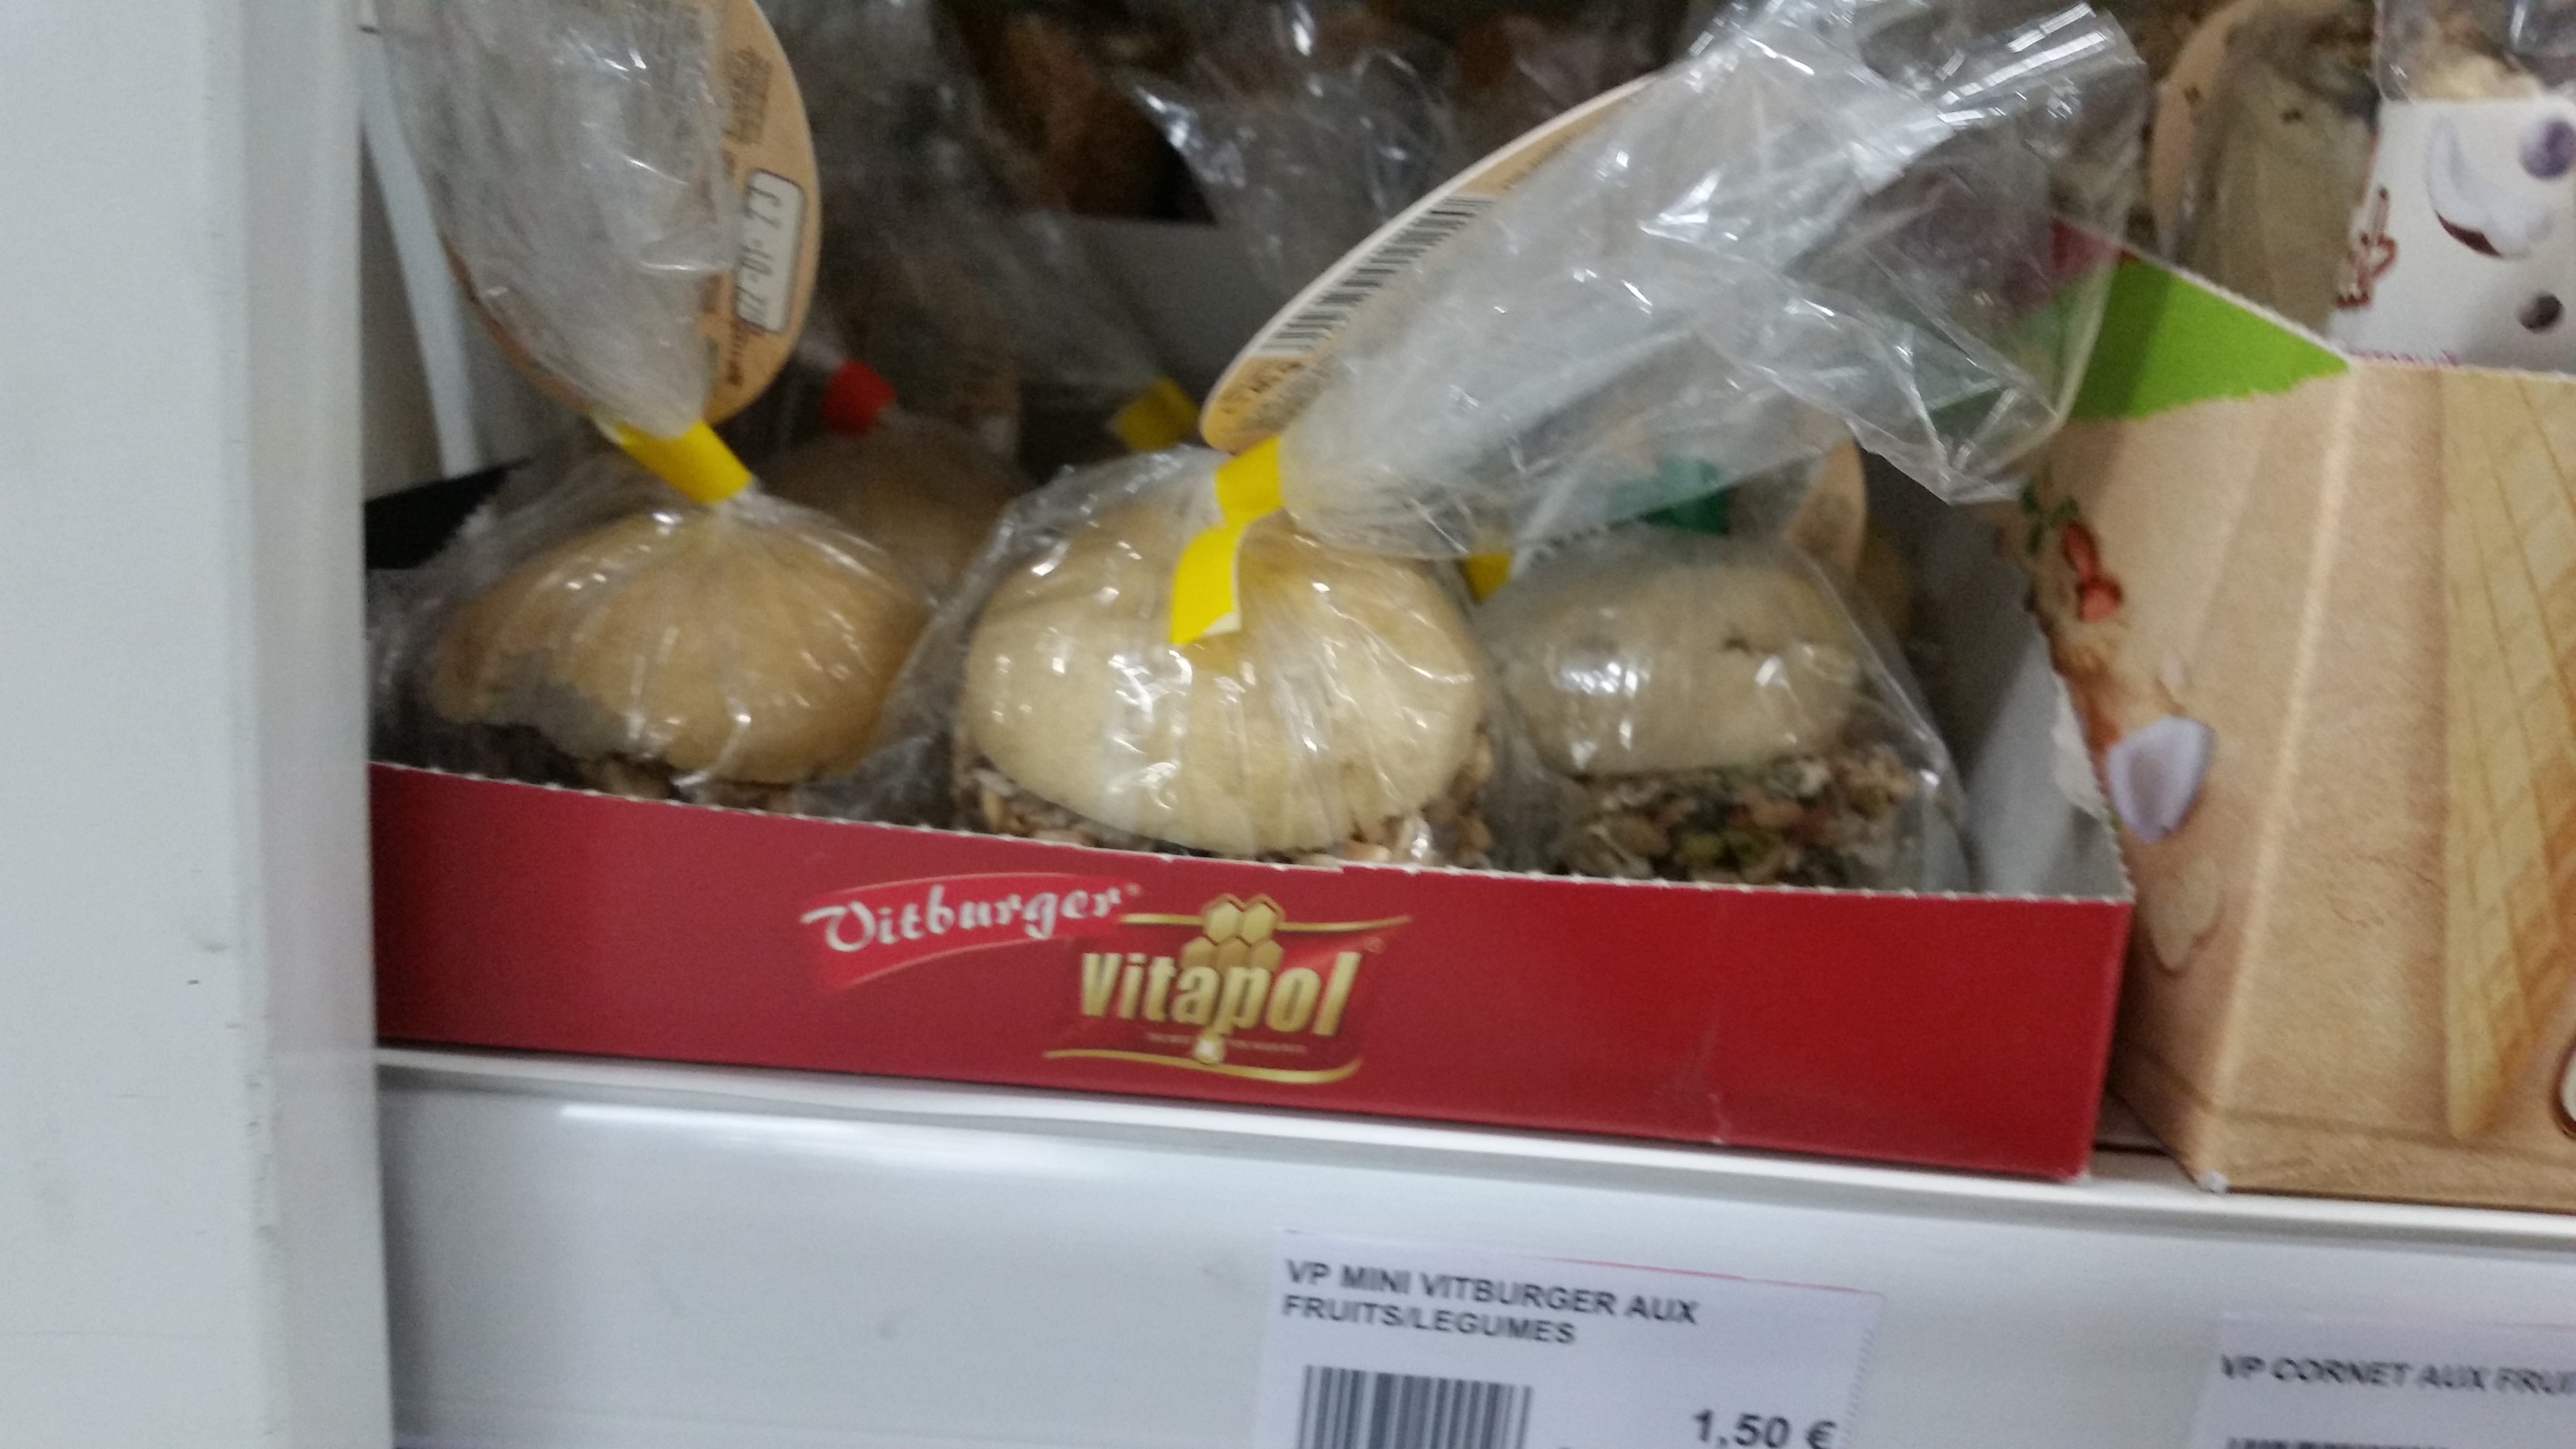 Vitburger
Vitapol
VP MINI VITBURGER AUX
FRUITS/LEGUMES
1,50 €
VP CORNET AUX